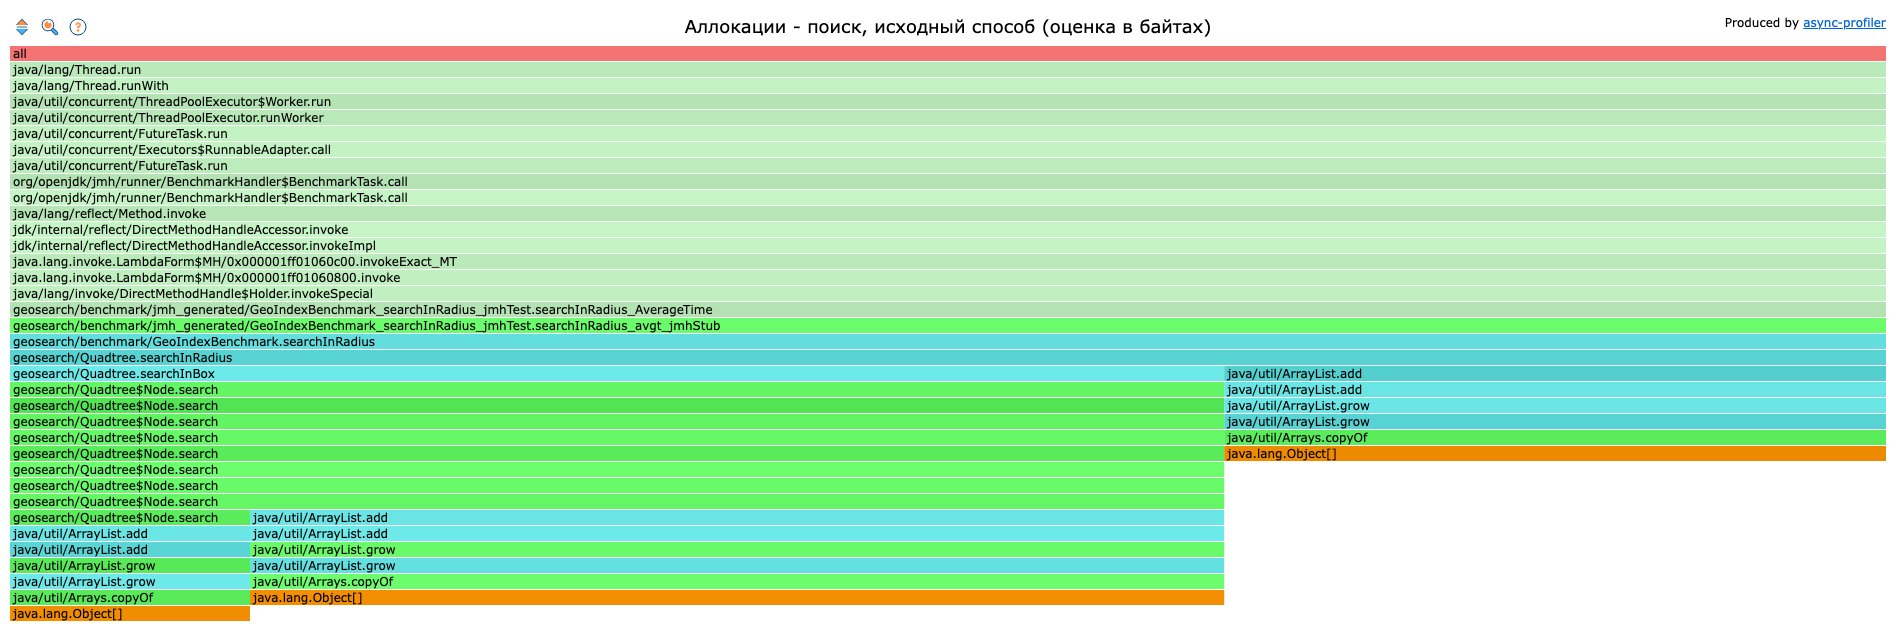 ?
Аллокации - поиск, исходный способ (оценка в байтах)
Produced by async-profiler
all
java/lang/Thread.run
java/lang/Thread.runWith
java/util/concurrent/ThreadPoolExecutor$Worker.run
java/util/concurrent/ThreadPoolExecutor.runWorker
java/util/concurrent/FutureTask.run
java/util/concurrent/Executors$RunnableAdapter.call
java/util/concurrent/FutureTask.run
org/openjdk/jmh/runner/BenchmarkHandler$BenchmarkTask.call
org/openjdk/jmh/runner/BenchmarkHandler$BenchmarkTask.call
java/lang/reflect/Method.invoke
jdk/internal/reflect/DirectMethodHandleAccessor.invoke
jdk/internal/reflect/DirectMethodHandleAccessor.invokeImpl
java.lang.invoke.LambdaForm$MH/0x000001ff01060c00.invokeExact_MT
java.lang.invoke.LambdaForm$MH/0x000001ff01060800.invoke
java/lang/invoke/DirectMethodHandle$Holder.invokeSpecial
geosearch/benchmark/jmh_generated/GeoIndexBenchmark_searchInRadius_jmhTest.searchInRadius_AverageTime
geosearch/benchmark/jmh_generated/GeoIndexBenchmark_searchInRadius_jmhTest.searchInRadius_avgt_jmhStub
geosearch/benchmark/GeoIndexBenchmark.searchInRadius
geosearch/Quadtree.searchInRadius
geosearch/Quadtree.searchInBox java/util/ArrayList.add
geosearch/Quadtree$Node.search java/util/ArrayList.add
geosearch/Quadtree$Node.search java/util/ArrayList.grow
geosearch/Quadtree$Node.search java/util/ArrayList.grow
geosearch/Quadtree$Node.search java/util/Arrays.copyOf
geosearch/Quadtree$Node.search java.lang.Object[]
geosearch/Quadtree$Node.search
geosearch/Quadtree$Node.search
geosearch/Quadtree$Node.search
geosearch/Quadtree$Node.search java/util/ArrayList.add
java/util/ArrayList.add java/util/ArrayList.add
java/util/ArrayList.add java/util/ArrayList.grow
java/util/ArrayList.grow java/util/ArrayList.grow
java/util/ArrayList.grow java/util/Arrays.copyOf
java/util/Arrays.copyOf java.lang.Object[]
java.lang.Object[]